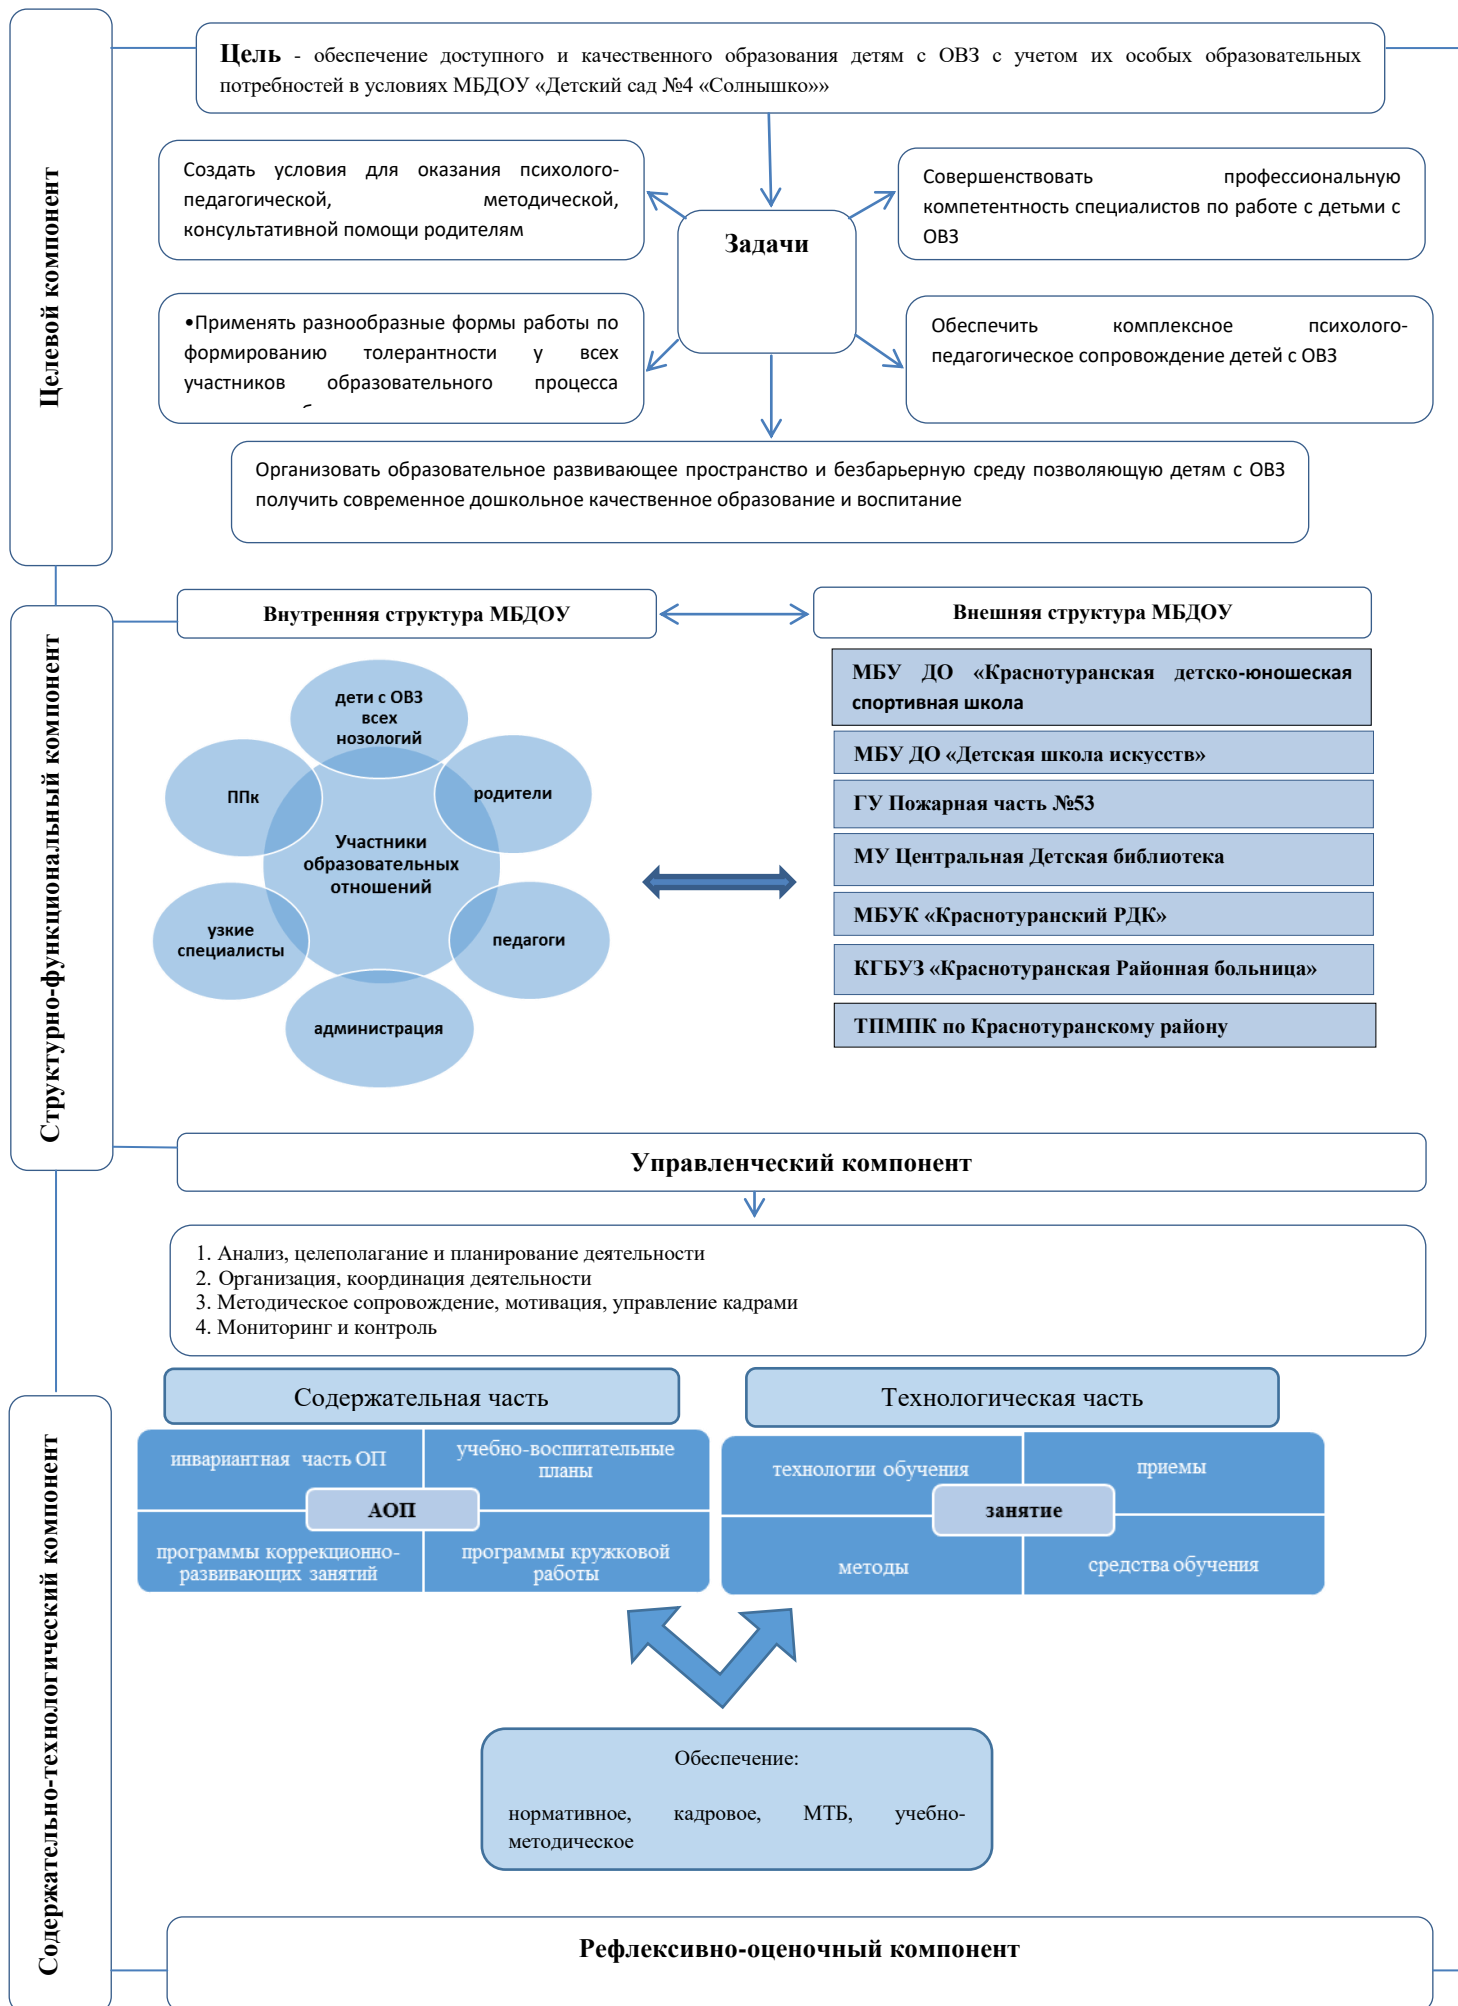 Целевой компонент
Цель - обеспечение доступного и качественного образования детям с ОВЗ с учетом их особых образовательных
потребностей в условиях МБДОУ «Детский сад №4 «Солнышко»»
Создать условия для оказания психолого-
педагогической, методической,
консультативной помощи родителям
Совершенствовать профессиональную
компетентность специалистов по работе с детьми с
ОВЗ
Задачи
•Применять разнообразные формы работы по
формированию толерантности у всех
участников образовательного процесса
Обеспечить комплексное психолого-
педагогическое сопровождение детей с ОВЗ
Организовать образовательное развивающее пространство и безбарьерную среду позволяющую детям с ОВЗ
получить современное дошкольное качественное образование и воспитание
Структурно-функциональный компонент
Внутренняя структура МБДОУ
Внешняя структура МБДОУ
дети с ОВЗ
всех
нозологий
ППк
родители
Участники
образовательных
отношений
узкие
специалисты
педагоги
администрация
МБУ ДО «Краснотуранская детско-юношеская
спортивная школа
МБУ ДО «Детская школа искусств»
ГУ Пожарная часть №53
МУ Центральная Детская библиотека
МБУК «Краснотуранский РДК»
КГБУЗ «Краснотуранская Районная больница»
ТПМПК по Краснотуранскому району
Управленческий компонент
1. Анализ, целеполагание и планирование деятельности
2. Организация, координация деятельности
3. Методическое сопровождение, мотивация, управление кадрами
4. Мониторинг и контроль
Содержательно-технологический компонент
Содержательная часть
Технологическая часть
инвариантная часть ОП
учебно-воспитательные
планы
АОП
программы коррекционно-
развивающих занятий
программы кружковой
работы
технологии обучения
приемы
занятие
методы
средства обучения
Обеспечение:
нормативное, кадровое, МТБ, учебно-
методическое
Рефлексивно-оценочный компонент